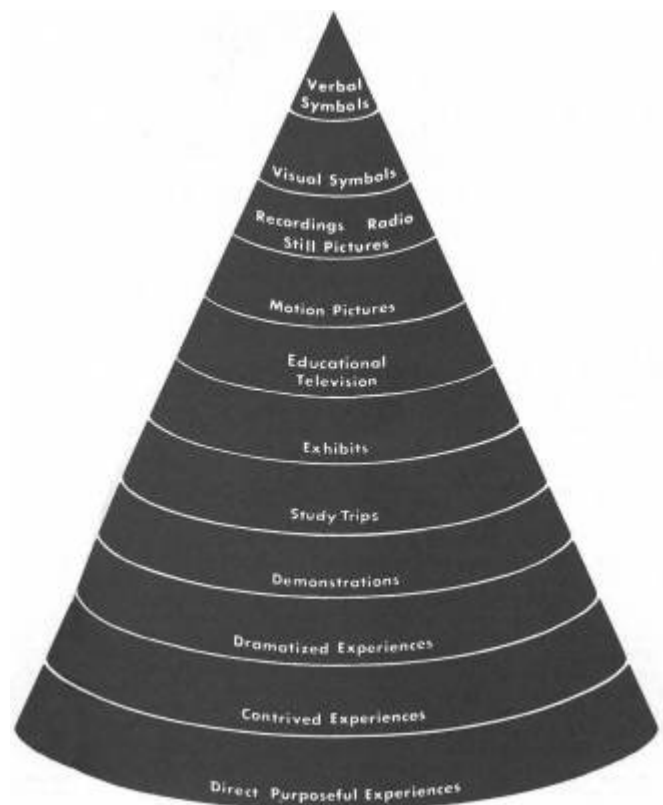 Verbal
Symbols
Visual Symbols
Recordings Radio
Still Pictures
Motion Pictures
Educational
Television
Exhibits
Study Trips
Demonstrations
Dramatized Experiences
Contrived Experiences
Direct Purposeful Experiences